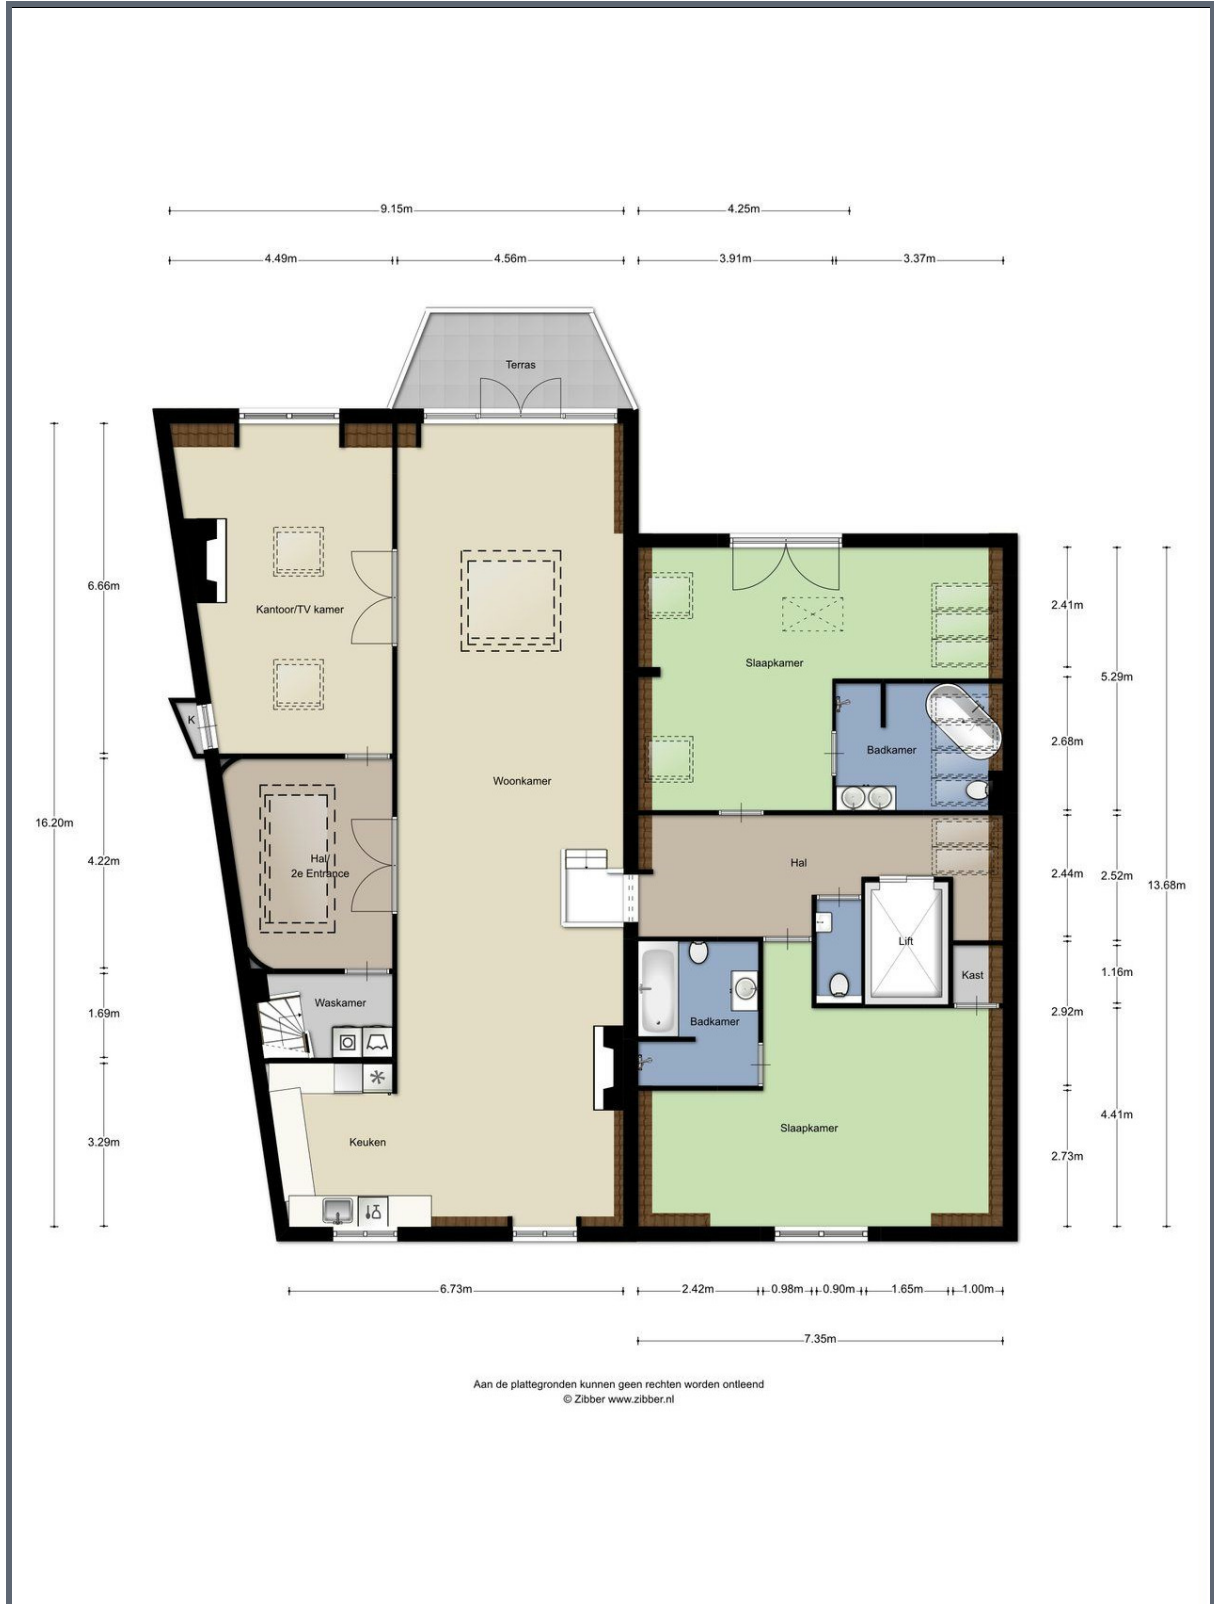 9.15m
4.25m
4.49m
4.56m
3.91m
3.37m
Terras
6.66m
2.41m
Kantoor/TV kamer
Slaapkamer
5.29m
K
2.68m
Badkamer
Woonkamer
16.20m
4.22m
Hal/
2e Entrance
Hal
2.44m
2.52m
13.68m
Lift
Kast
1.16m
Waskamer
1.69m
Badkamer
2.92m
4.41m
Slaapkamer
Keuken
3.29m
2.73m
6.73m
2.42m
0.98m
0.90m
1.65m
1.00m
7.35m
Aan de plattegronden kunnen geen rechten worden ontleend
© Zibber www.zibber.nl